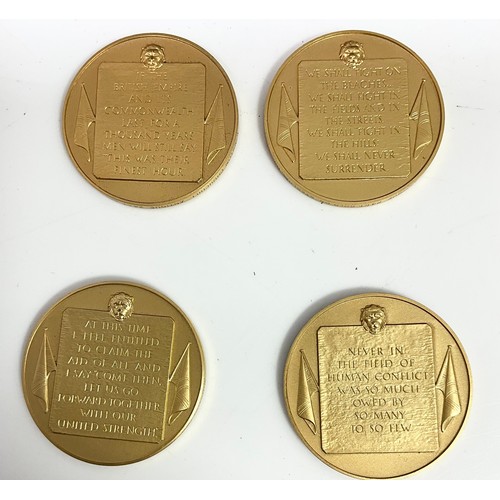 IF THE
BRITISH EMPIRE
AND ITS
COMMONWEALTH
LAST FOR A
THOUSAND YEARS
MEN WILL STILL SAY
THIS WAS THEIR
FINEST HOUR
WE SHALL FIGHT ON
THE BEACHES
WE SHALL FIGHT IN
THE FIELDS AND IN
THE STREETS,
WE SHALL FIGHT IN
THE HILLS;
WE SHALL NEVER
SURRENDER
AT THIS TIME
I FEEL ENTITLED
TO CLAIM THE
AID OF ALL AND
I SAY "COME THEN,
LET US GO
FORWARD TOGETHER
WITH OUR
UNITED STRENGTH"
NEVER IN
THE FIELD OF
HUMAN CONFLICT
WAS SO MUCH
OWED BY
SO MANY
TO SO FEW